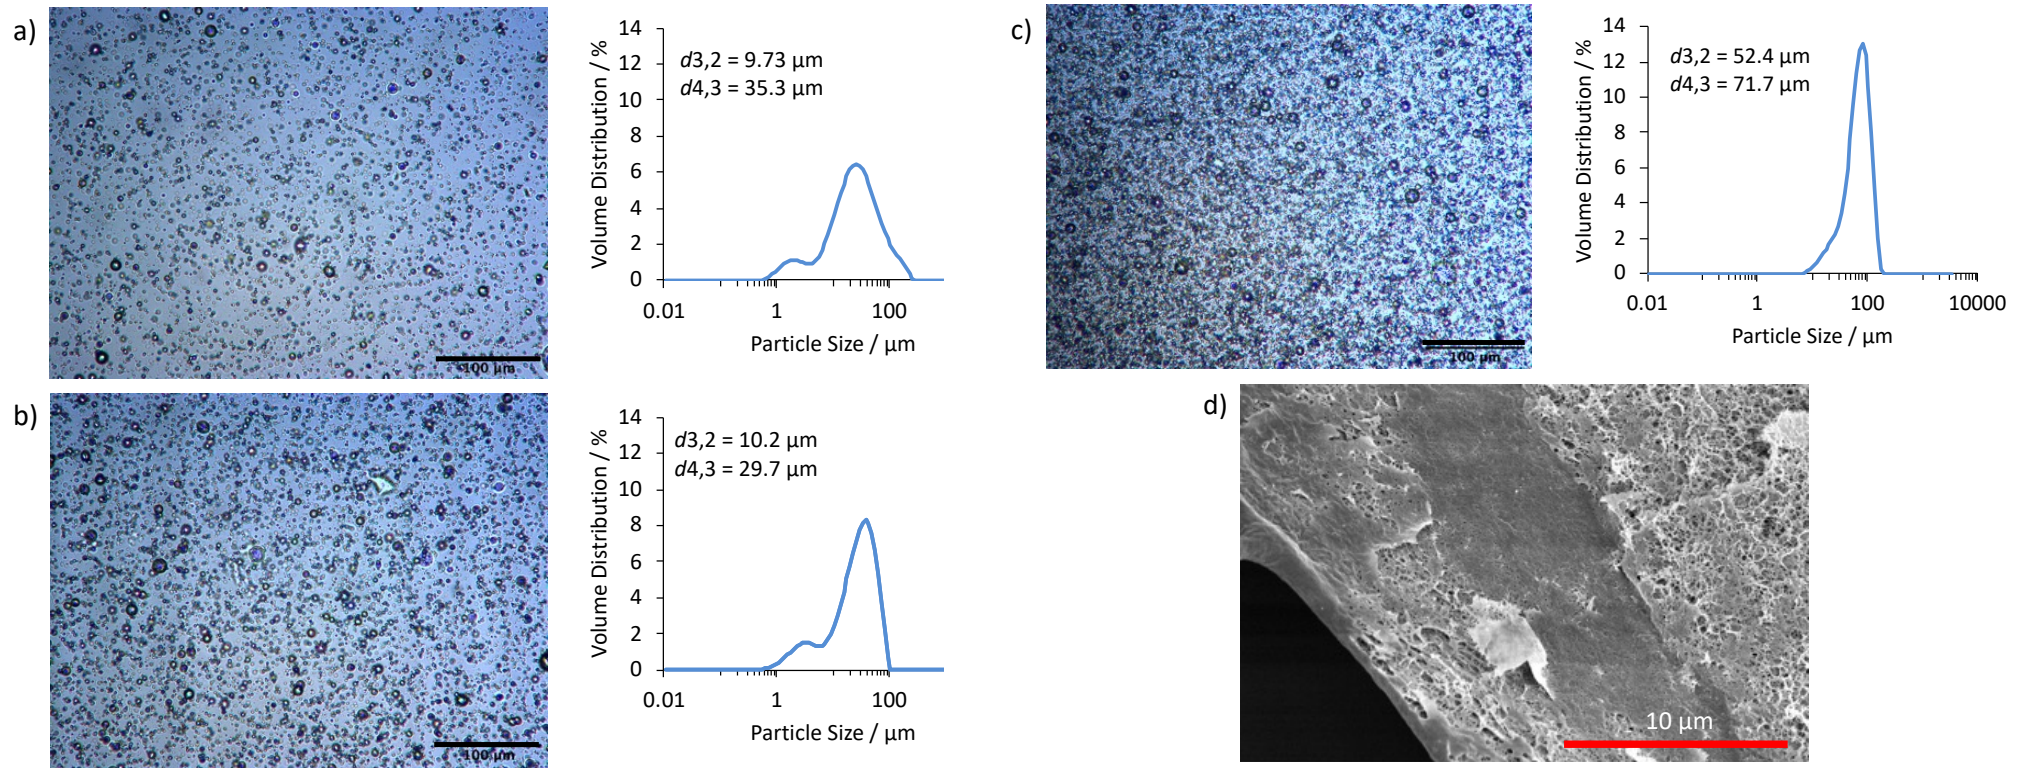 a)
100 µm
14
12
10
8
6
4
2
0
Volume Distribution / %
d3,2 = 9.73 µm
d4,3 = 35.3 µm
0.01
1
100
Particle Size / µm
b)
100 µm
14
12
10
8
6
4
2
0
Volume Distribution / %
d3,2 = 10.2 µm
d4,3 = 29.7 µm
0.01
1
100
Particle Size / µm
c)
100 µm
14
12
10
8
6
4
2
0
Volume Distribution / %
d3,2 = 52.4 µm
d4,3 = 71.7 µm
0.01
1
100
10000
Particle Size / µm
d)
10 µm